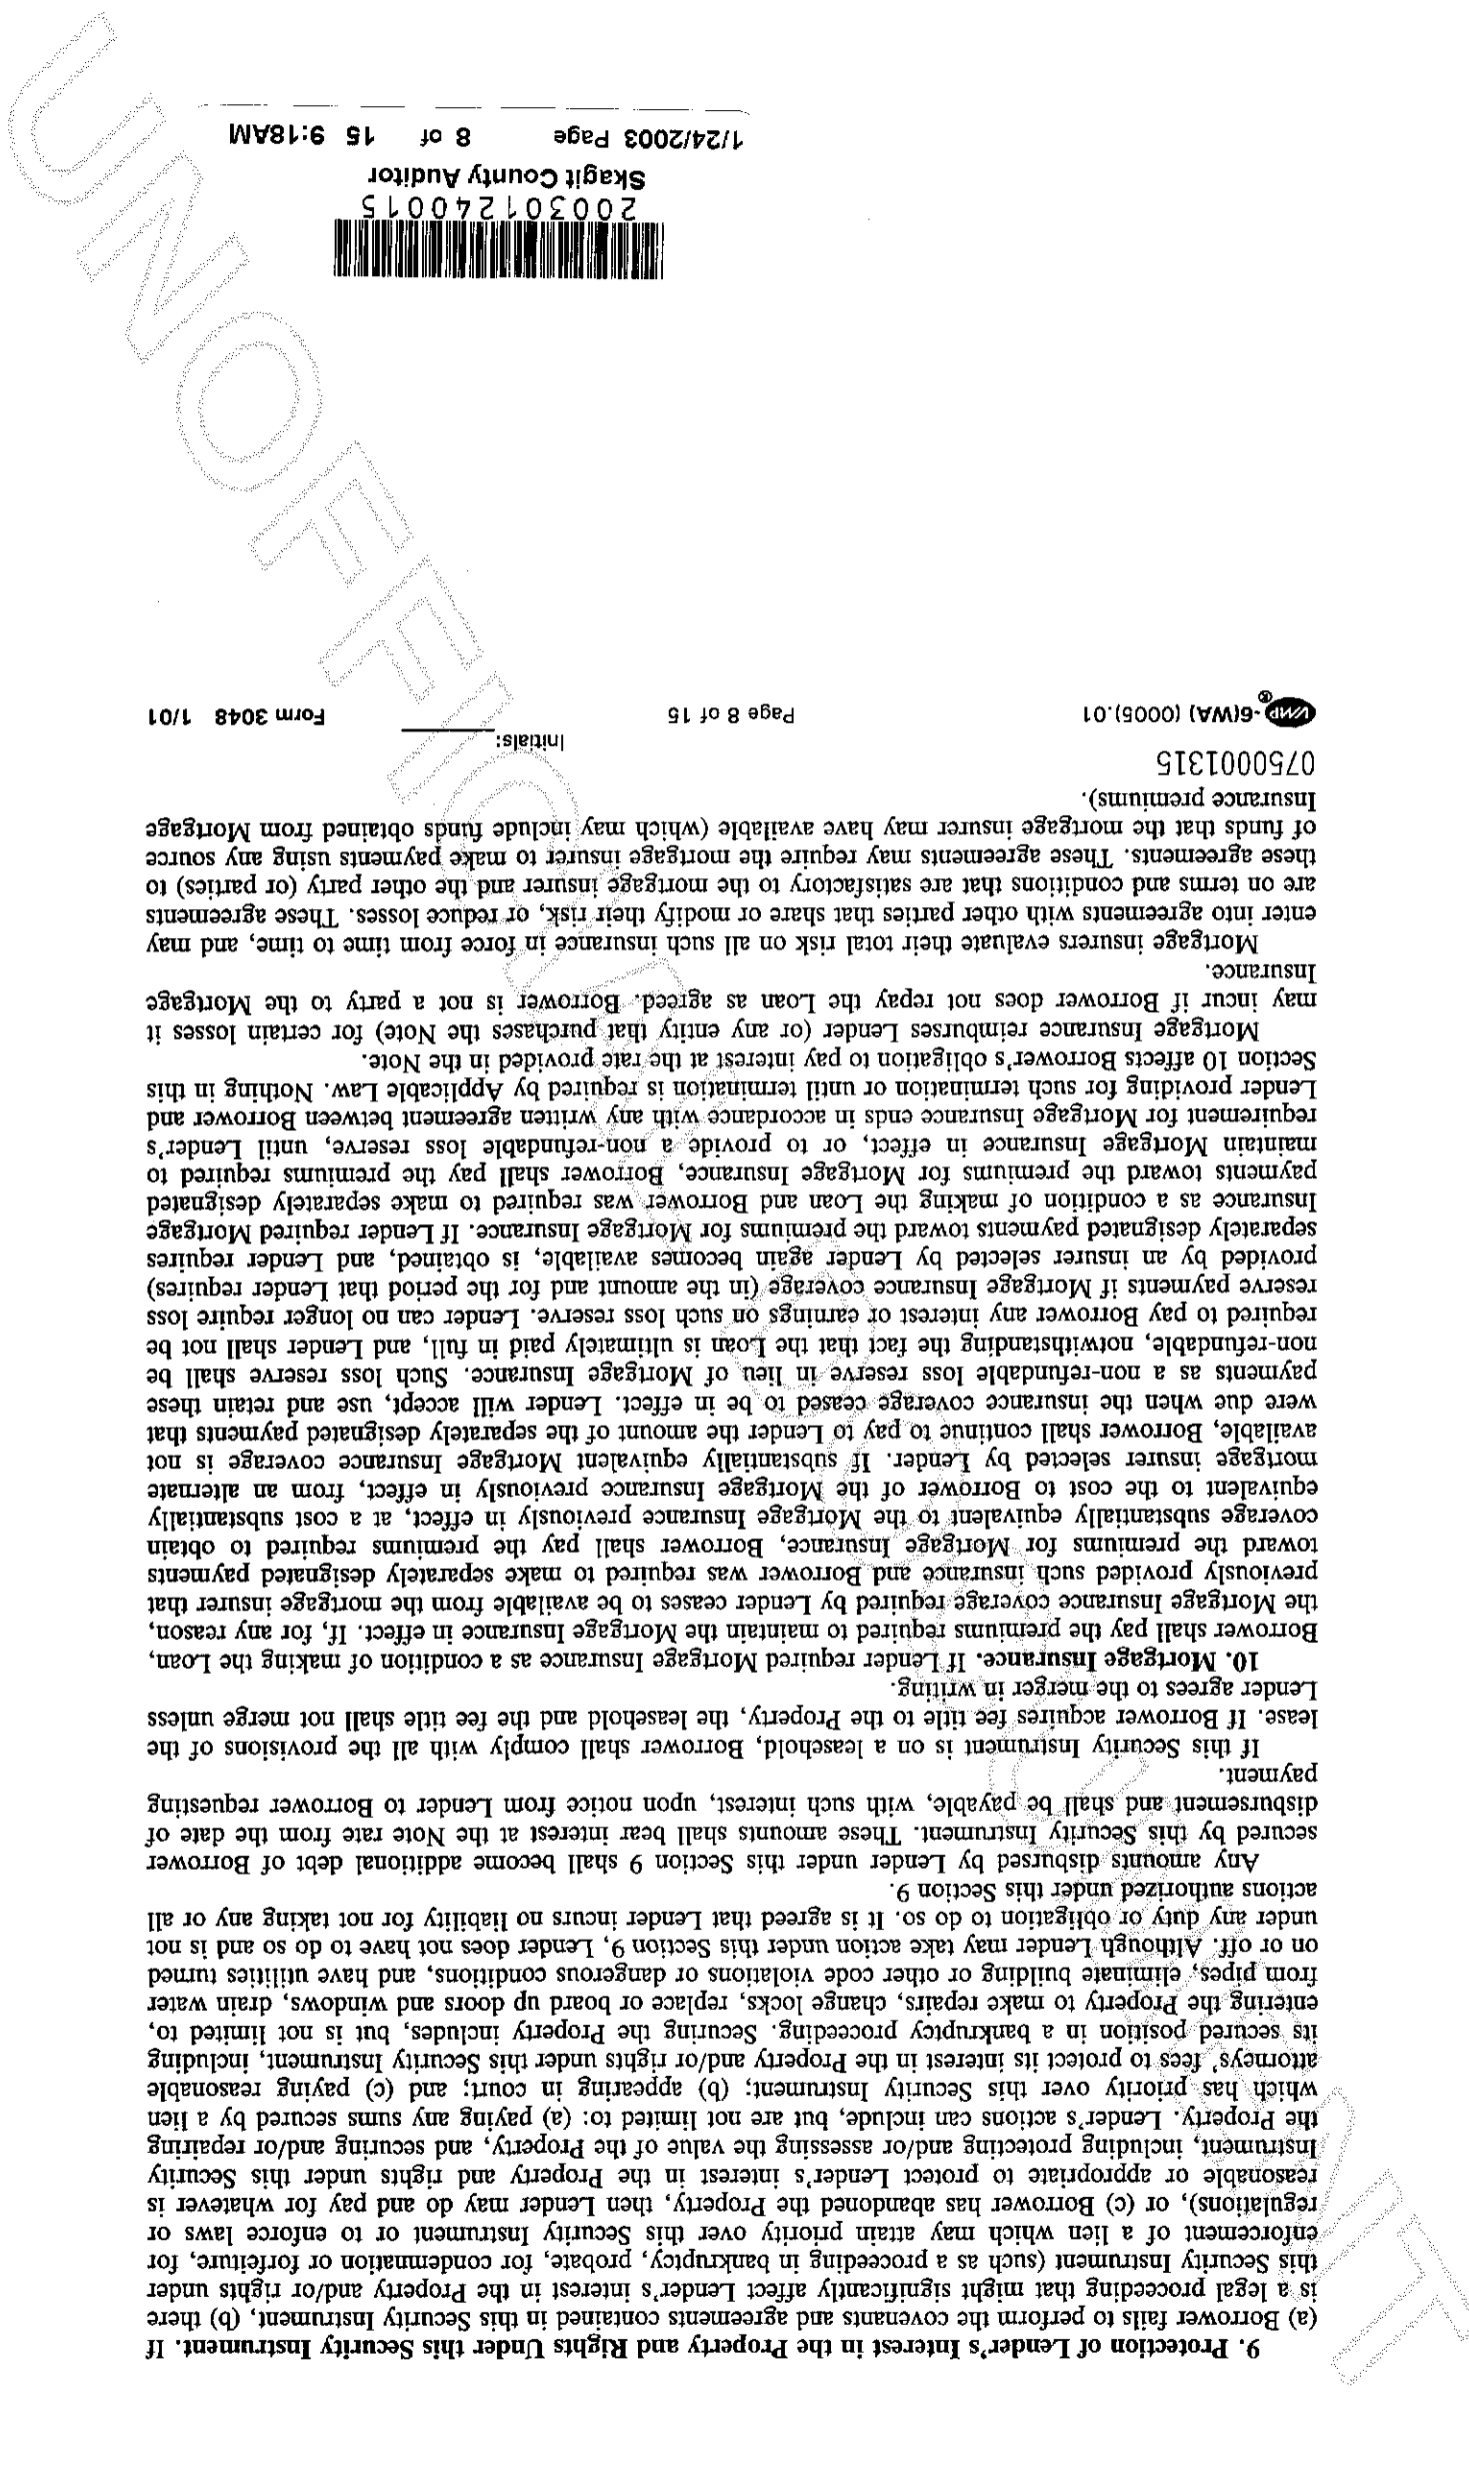 9. Protection of Lender's Interest in the Property and Rights Under this Security Instrument. If
(a) Borrower fails to perform the covenants and agreements contained in this Security Instrument, (b) there
is a legal proceeding that might significantly affect Lender's interest in the Property and/or rights under
this Security Instrument (such as a proceeding in bankruptcy, probate, for condemnation or forfeiture, for
enforcement of a lien which may attain priority over this Security Instrument or to enforce laws or
regulations), or (c) Borrower has abandoned the Property, then Lender may do and pay for whatever is
reasonable or appropriate to protect Lender's interest in the Property and rights under this Security
Instrument, including protecting and/or assessing the value of the Property, and securing and/or repairing
the Property. Lender's actions can include, but are not limited to: (a) paying any sums secured by a lien
which has priority over this Security Instrument; (b) appearing in court; and (c) paying reasonable
attorneys' fees to protect its interest in the Property and/or rights under this Security Instrument, including
its secured position in a bankruptcy proceeding. Securing the Property includes, but is not limited to,
entering the Property to make repairs, change locks, replace or board up doors and windows, drain water
from pipes, eliminate building or other code violations or dangerous conditions, and have utilities turned
on or off. Although Lender may take action under this Section 9, Lender does not have to do so and is not
under any duty or obligation to do so. It is agreed that Lender incurs no liability for not taking any or all
actions authorized under this Section 9.
Any amounts disbursed by Lender under this Section 9 shall become additional debt of Borrower
secured by this Security Instrument. These amounts shall bear interest at the Note rate from the date of
disbursement and shall be payable, with such interest, upon notice from Lender to Borrower requesting
payment.
If this Security Instrument is on a leasehold, Borrower shall comply with all the provisions of the
lease. If Borrower acquires fee title to the Property, the leasehold and the fee title shall not merge unless
Lender agrees to the merger in writing.
10. Mortgage Insurance. If Lender required Mortgage Insurance as a condition of making the Loan,
Borrower shall pay the premiums required to maintain the Mortgage Insurance in effect. If, for any reason,
the Mortgage Insurance coverage required by Lender ceases to be available from the mortgage insurer that
previously provided such insurance and Borrower was required to make separately designated payments
toward the premiums for Mortgage Insurance, Borrower shall pay the premiums required to obtain
coverage substantially equivalent to the Mortgage Insurance previously in effect, at a cost substantially
equivalent to the cost to Borrower of the Mortgage Insurance previously in effect, from an alternate
mortgage insurer selected by Lender. If substantially equivalent Mortgage Insurance coverage is not
available, Borrower shall continue to pay to Lender the amount of the separately designated payments that
were due when the insurance coverage ceased to be in effect. Lender will accept, use and retain these
payments as a non-refundable loss reserve in lieu of Mortgage Insurance. Such loss reserve shall be
non-refundable, notwithstanding the fact that the Loan is ultimately paid in full, and Lender shall not be
required to pay Borrower any interest or earnings on such loss reserve. Lender can no longer require loss
reserve payments if Mortgage Insurance coverage (in the amount and for the period that Lender requires)
provided by an insurer selected by Lender again becomes available, is obtained, and Lender requires
separately designated payments toward the premiums for Mortgage Insurance. If Lender required Mortgage
Insurance as a condition of making the Loan and Borrower was required to make separately designated
payments toward the premiums for Mortgage Insurance, Borrower shall pay the premiums required to
maintain Mortgage Insurance in effect, or to provide a non-refundable loss reserve, until Lender's
requirement for Mortgage Insurance ends in accordance with any written agreement between Borrower and
Lender providing for such termination or until termination is required by Applicable Law. Nothing in this
Section 10 affects Borrower's obligation to pay interest at the rate provided in the Note.
Mortgage Insurance reimburses Lender (or any entity that purchases the Note) for certain losses it
may incur if Borrower does not repay the Loan as agreed. Borrower is not a party to the Mortgage
Insurance.
Mortgage insurers evaluate their total risk on all such insurance in force from time to time, and may
enter into agreements with other parties that share or modify their risk, or reduce losses. These agreements
are on terms and conditions that are satisfactory to the mortgage insurer and the other party (or parties) to
these agreements. These agreements may require the mortgage insurer to make payments using any source
of funds that the mortgage insurer may have available (which may include funds obtained from Mortgage
Insurance premiums).
0750001315
Initials:
VMP®-6(WA) (0005).01 Page 8 of 15 Form 3048 1/01
200301240015
Skagit County Auditor
1/24/2003 Page 8 of 15 9:18AM
UNOFFICIAL DOCUMENT